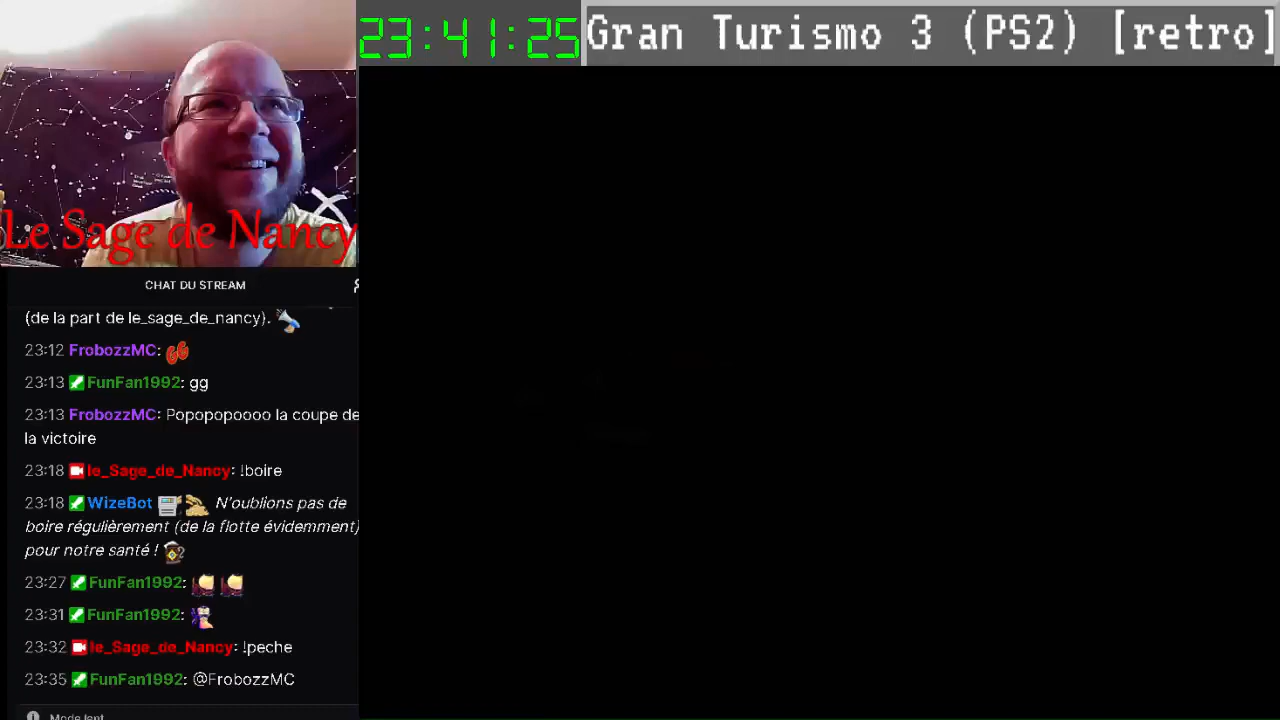 23:41:25
Gran Turismo 3 (PS2) [retro]
Le Sage de Nancy
CHAT DU STREAM
(de la part de le_sage_de_nancy).
23:12 FrobozzMC:
23:13 FunFan1992: gg
23:13 FrobozzMC: Popopopoooo la coupe de
la victoire
23:18 le_Sage_de_Nancy: !boire
23:18 WizeBot N'oublions pas de
boire régulièrement (de la flotte évidemment)
pour notre santé !
23:27 FunFan1992:
23:31 FunFan1992:
23:32 le_Sage_de_Nancy: !peche
23:35 FunFan1992: @FrobozzMC
Mode lent